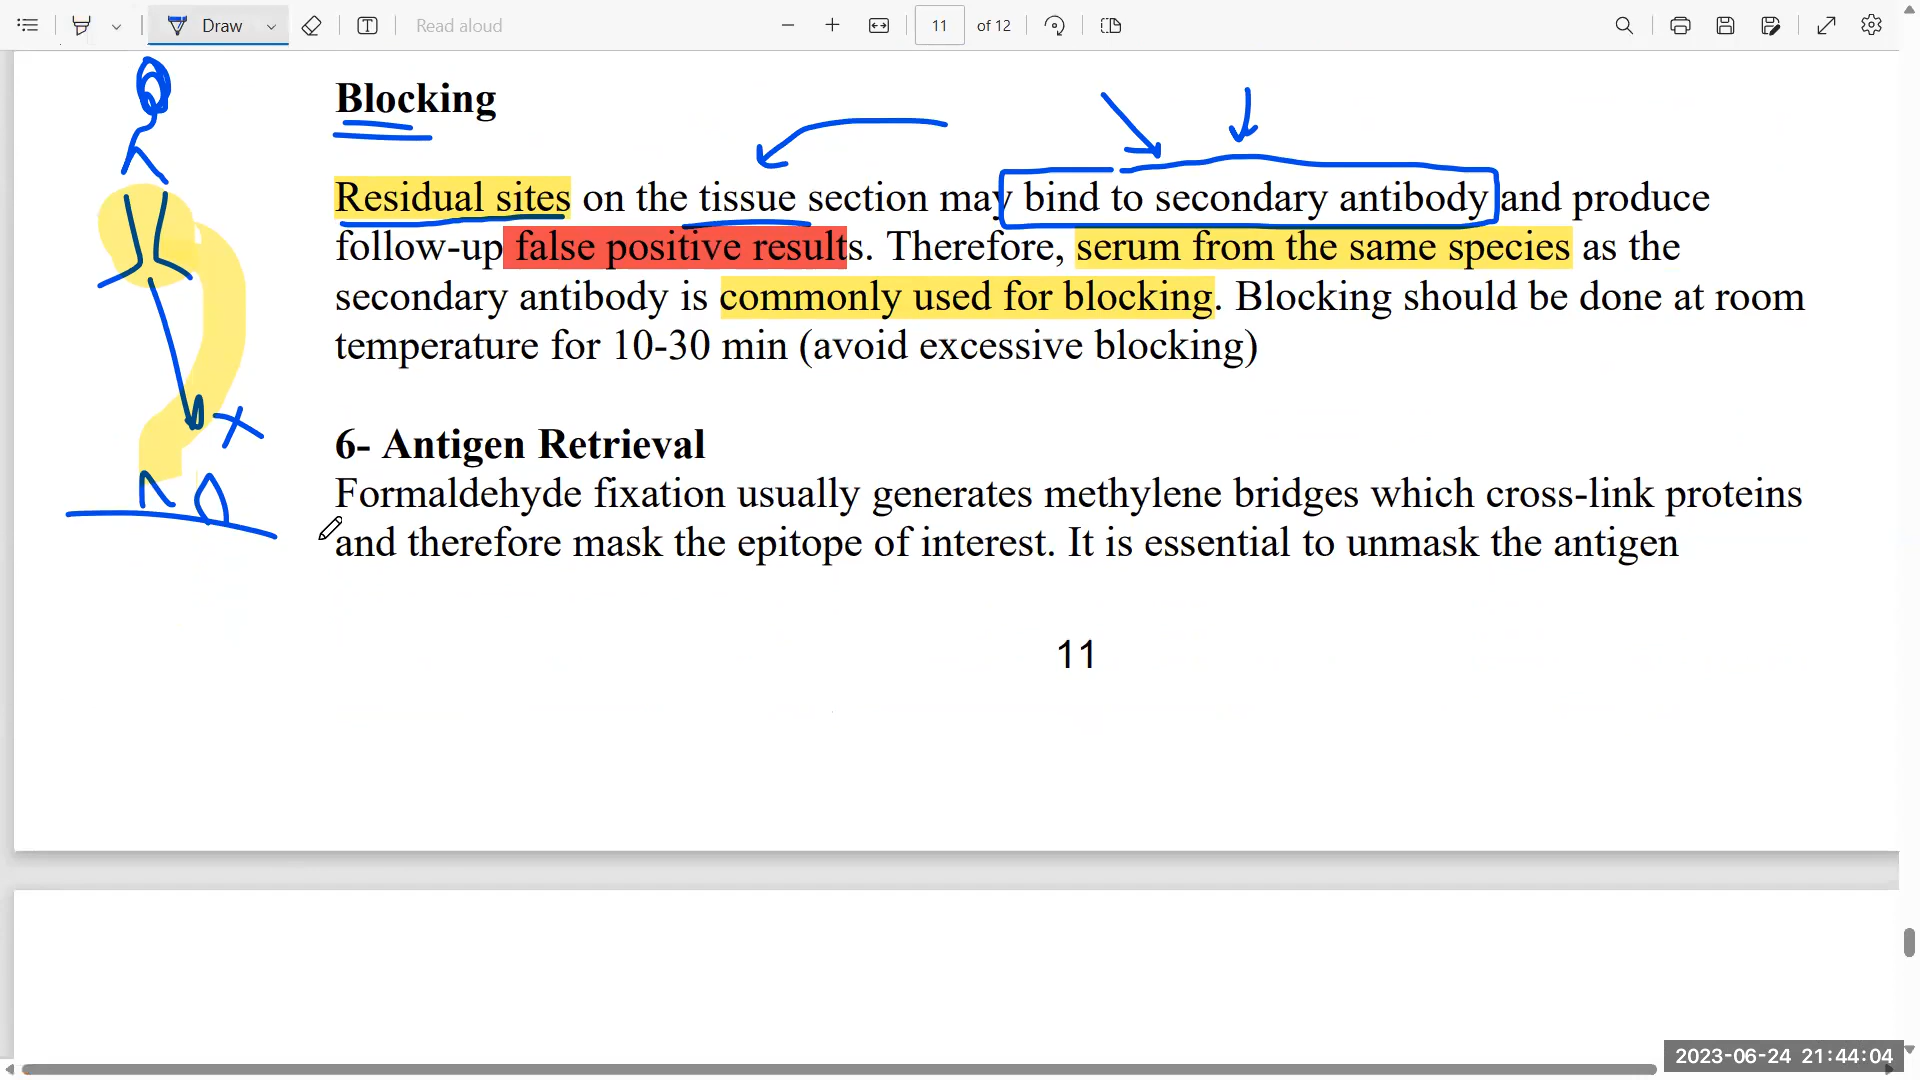 Draw
Read aloud
11
of 12
Blocking
Residual sites on the tissue section may bind to secondary antibody and produce
follow-up false positive results. Therefore, serum from the same species as the
secondary antibody is commonly used for blocking. Blocking should be done at room
temperature for 10-30 min (avoid excessive blocking)
6- Antigen Retrieval
Formaldehyde fixation usually generates methylene bridges which cross-link proteins
and therefore mask the epitope of interest. It is essential to unmask the antigen
11
2023-06-24 21:44:04